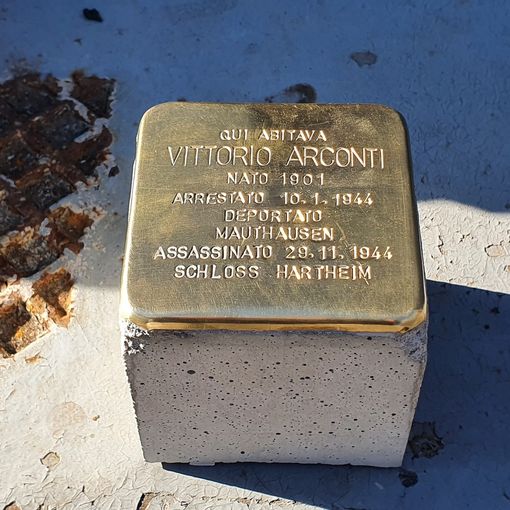 QUI ABITAVA
VITTORIO ARCONTI
NATO 1901
ARRESTATO 10.1.1944
DEPORTATO
MAUTHAUSEN
ASSASSINATO 29.11.1944
SCHLOSS HARTHEIM